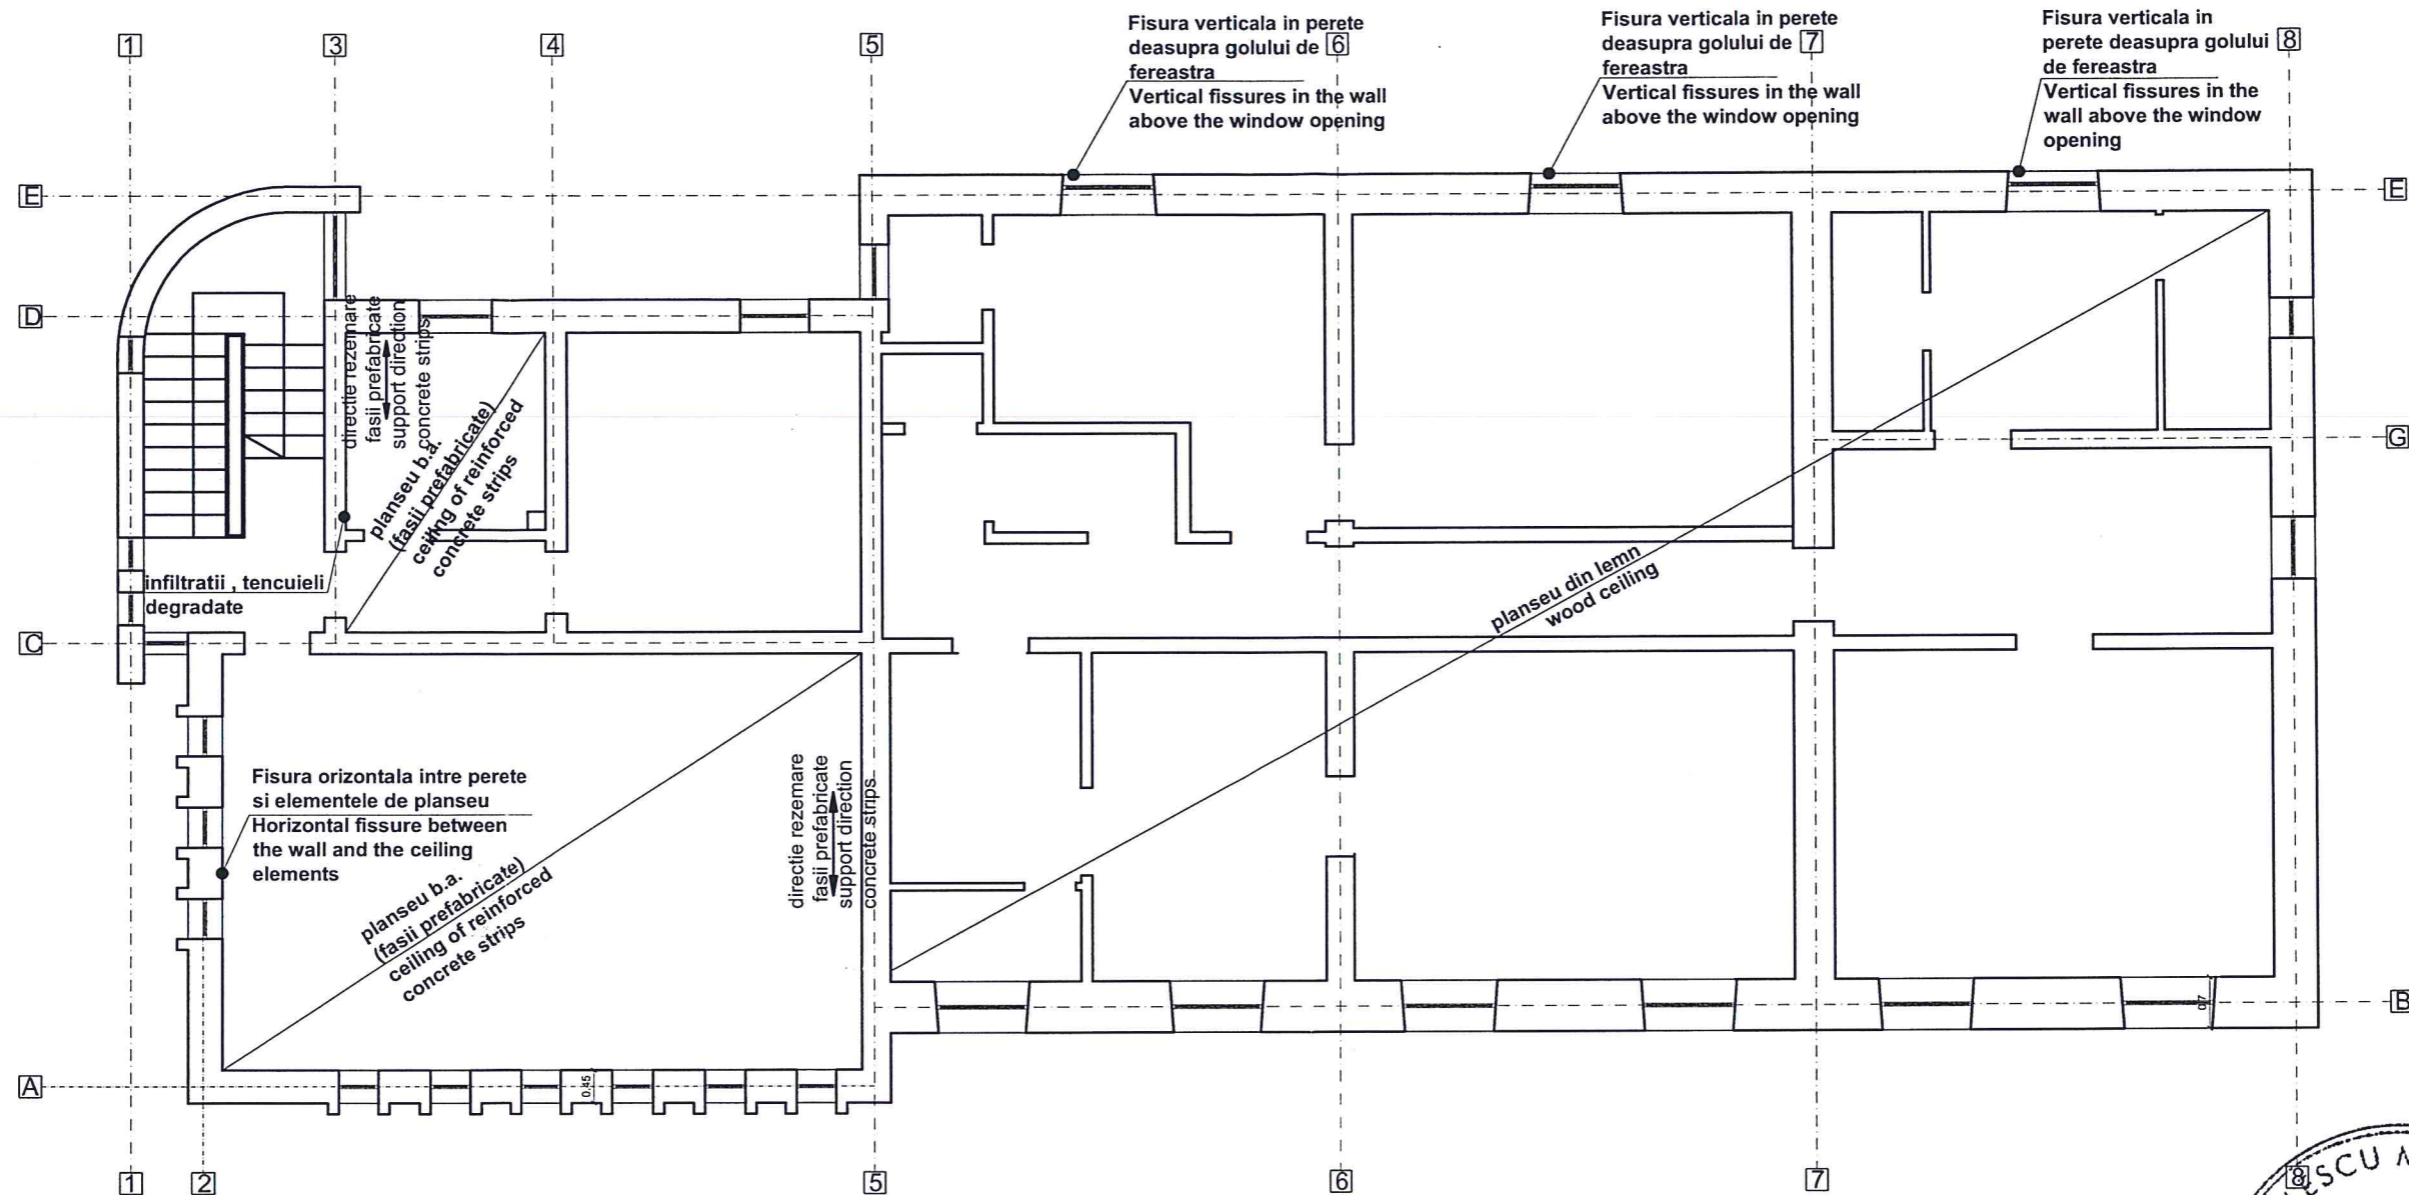 Fisura verticala in perete
deasupra golului de
fereastra
Vertical fissures in the wall
above the window opening
Fisura verticala in perete
deasupra golului de
fereastra
Vertical fissures in the wall
above the window opening
Fisura verticala in
perete deasupra golului
de fereastra
Vertical fissures in the
wall above the window
opening
1
3
4
5
6
7
8
E
E
D
G
C
B
A
directie rezemare
fasii prefabricate
support direction
concrete strips
planseu b.a.
(fasii prefabricate)
ceiling of reinforced
concrete strips
infiltratii , tencuieli
degradate
planseu din lemn
wood ceiling
Fisura orizontala intre perete
si elementele de planseu
Horizontal fissure between
the wall and the ceiling
elements
directie rezemare
fasii prefabricate
support direction
concrete strips
planseu b.a.
(fasii prefabricate)
ceiling of reinforced
concrete strips
0.45
0.7
1
2
5
6
7
8